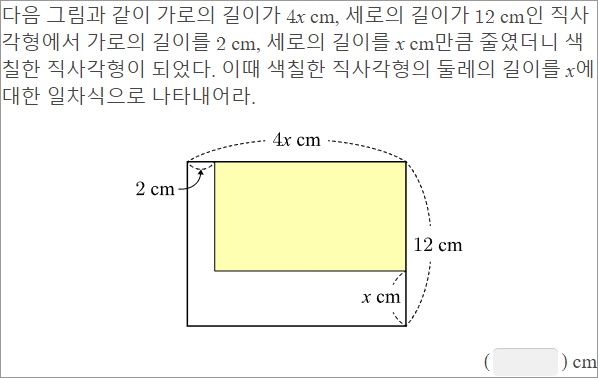 다음 그림과 같이 가로의 길이가 4x cm, 세로의 길이가 12 cm인 직사
각형에서 가로의 길이를 2 cm, 세로의 길이를 x cm만큼 줄였더니 색
칠한 직사각형이 되었다. 이때 색칠한 직사각형의 둘레의 길이를 x에
대한 일차식으로 나타내어라.
4x cm
2 cm
12 cm
x cm
( ) cm